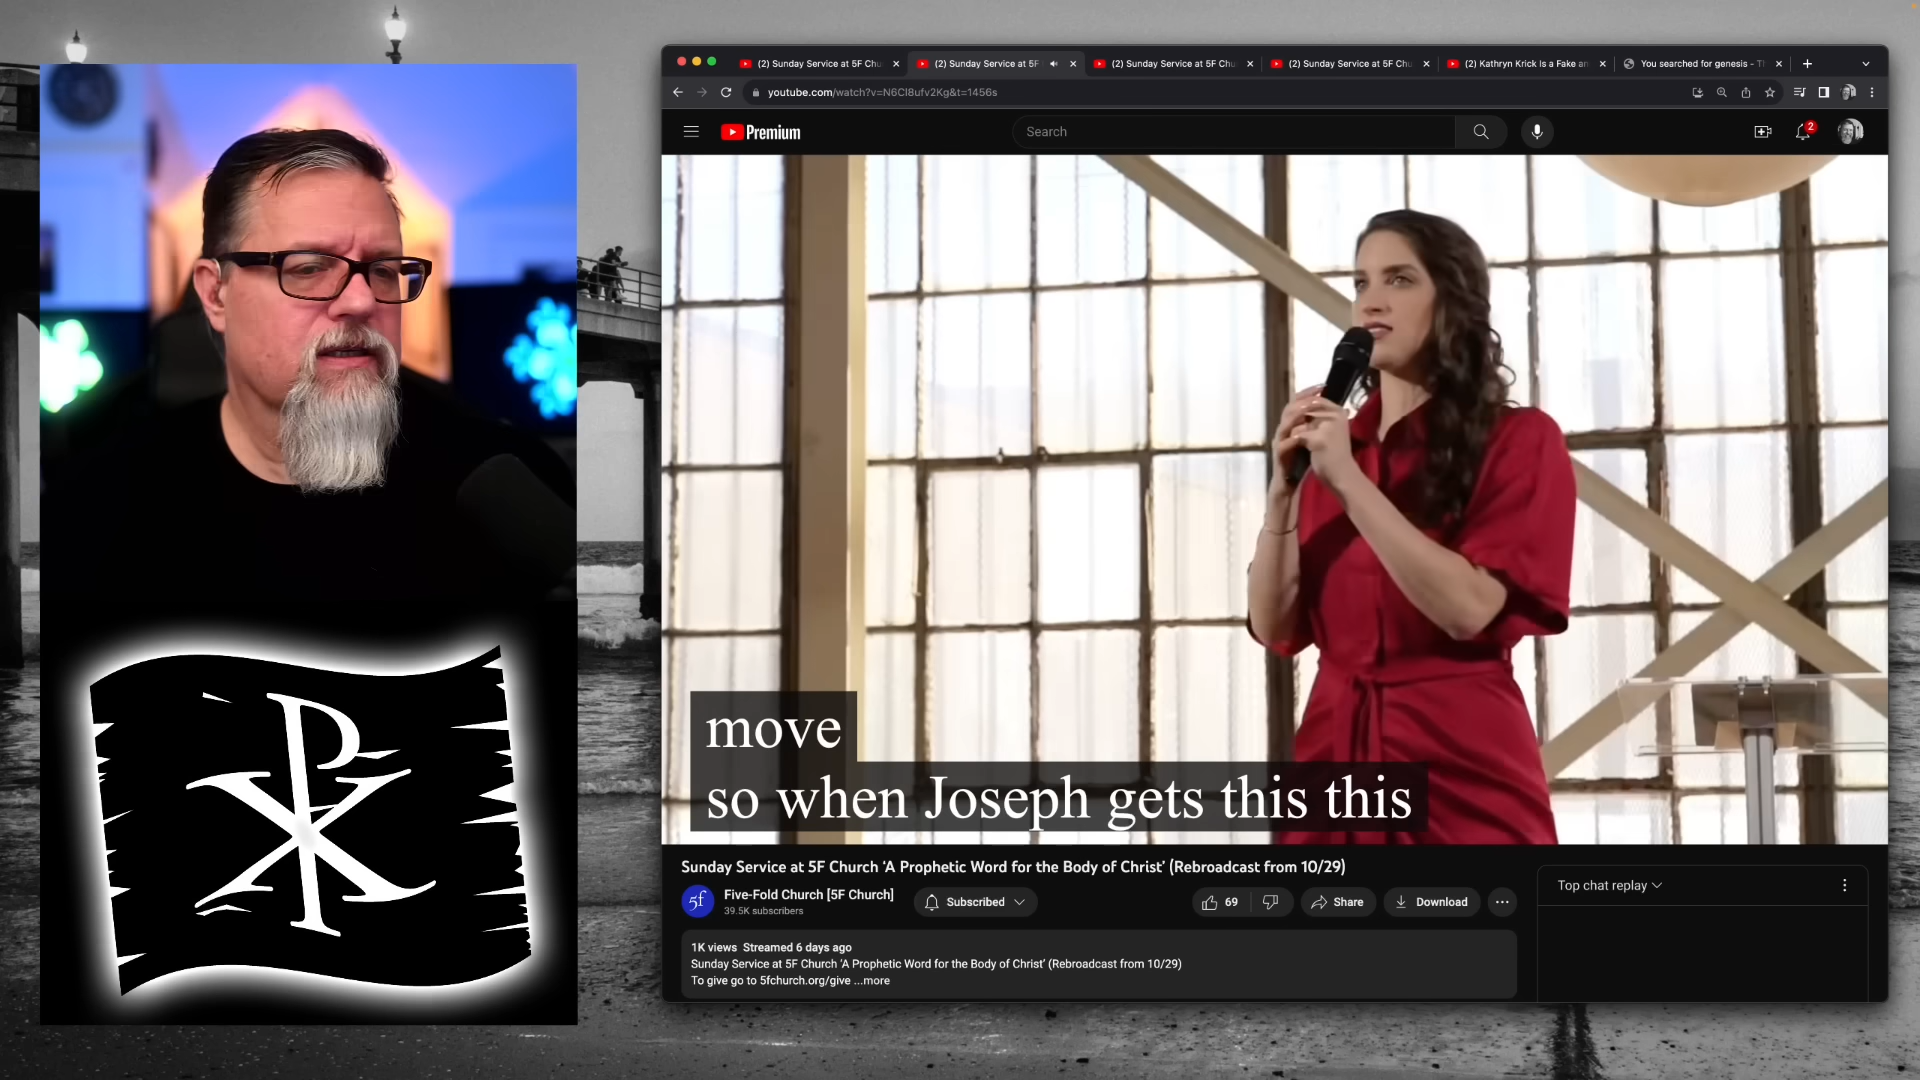 (2) Sunday Service at 5F Chu
(2) Sunday Service at 5F
(2) Sunday Service at 5F Chu
(2) Sunday Service at 5F Chu
(2) Kathryn Krick Is a Fake an
You searched for genesis - T
youtube.com/watch?v=N6Cl8ufv2Kg&t=1456s
Premium
Search
2
move
so when Joseph gets this this
Sunday Service at 5F Church 'A Prophetic Word for the Body of Christ' (Rebroadcast from 10/29)
5f
Five-Fold Church [5F Church]
39.5K subscribers
Subscribed
69
Share
Download
Top chat replay
1K views Streamed 6 days ago
Sunday Service at 5F Church 'A Prophetic Word for the Body of Christ' (Rebroadcast from 10/29)
To give go to 5fchurch.org/give ...more